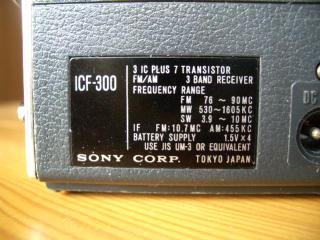 ICF-300
3 IC PLUS 7 TRANSISTOR
FM/AM 3 BAND RECEIVER
FREQUENCY RANGE
FM 76 ～ 90MC
MW 530～1605KC
SW 3.9 ～ 10MC
IF FM:10.7MC AM:455KC
BATTERY SUPPLY 1.5V×4
USE JIS UM-3 OR EQUIVALENT
SONY CORP. TOKYO JAPAN
DC